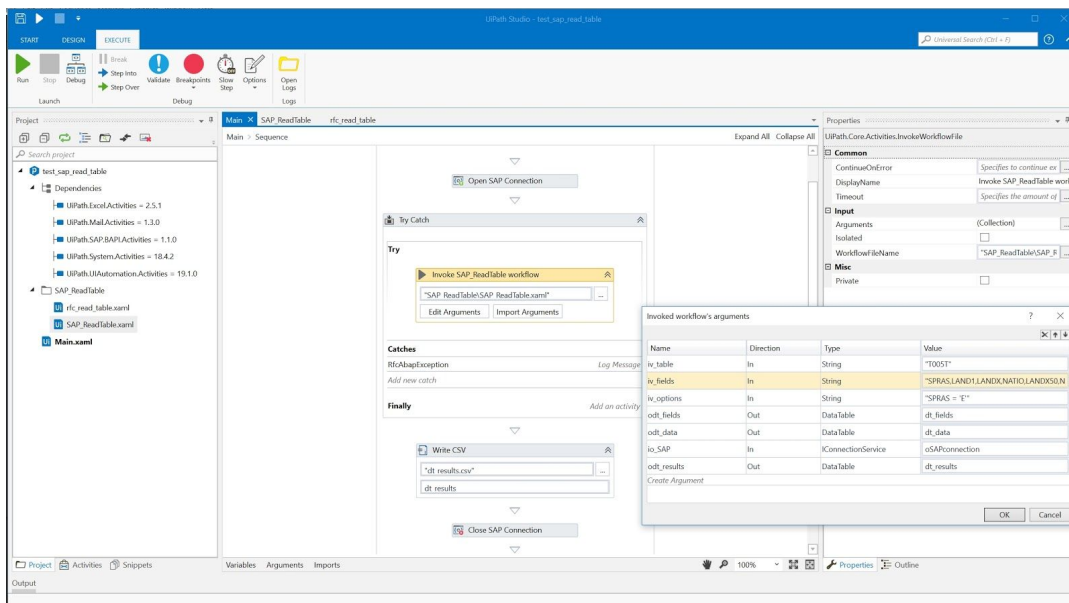 UiPath Studio - test_sap_read_table
START DESIGN EXECUTE
Universal Search (Ctrl + F)
Run Stop Debug Break Step Into Step Over Validate Breakpoints Slow Step Options Open Logs
Launch Debug Logs
Project
Search project
test_sap_read_table
Dependencies
UiPath.Excel.Activities = 2.5.1
UiPath.Mail.Activities = 1.3.0
UiPath.SAP.BAPI.Activities = 1.1.0
UiPath.System.Activities = 18.4.2
UiPath.UIAutomation.Activities = 19.1.0
SAP_ReadTable
rfc_read_table.xaml
SAP_ReadTable.xaml
Main.xaml
Project Activities Snippets
Output
Main SAP_ReadTable rfc_read_table
Main > Sequence Expand All Collapse All
Open SAP Connection
Try Catch
Try
Invoke SAP_ReadTable workflow
"SAP ReadTable\SAP ReadTable.xaml" ...
Edit Arguments Import Arguments
Catches
RfcAbapException Log Message
Add new catch
Finally Add an activity
Write CSV
"dt results.csv" ...
dt results
Close SAP Connection
Variables Arguments Imports 100%
Properties
UiPath.Core.Activities.InvokeWorkflowFile
Common
ContinueOnError Specifies to continue ex ...
DisplayName Invoke SAP_ReadTable worl
Timeout Specifies the amount of ...
Input
Arguments (Collection) ...
Isolated
WorkflowFileName "SAP_ReadTable\SAP_R ...
Misc
Private
Invoked workflow's arguments ?
Name Direction Type Value
iv_table In String "T005T"
iv_fields In String "SPRAS,LAND1,LANDX,NATIO,LANDX50,N
iv_options In String "SPRAS = 'E'"
odt_fields Out DataTable dt_fields
odt_data Out DataTable dt_data
io_SAP In IConnectionService oSAPconnection
odt_results Out DataTable dt_results
Create Argument
OK Cancel
Properties Outline